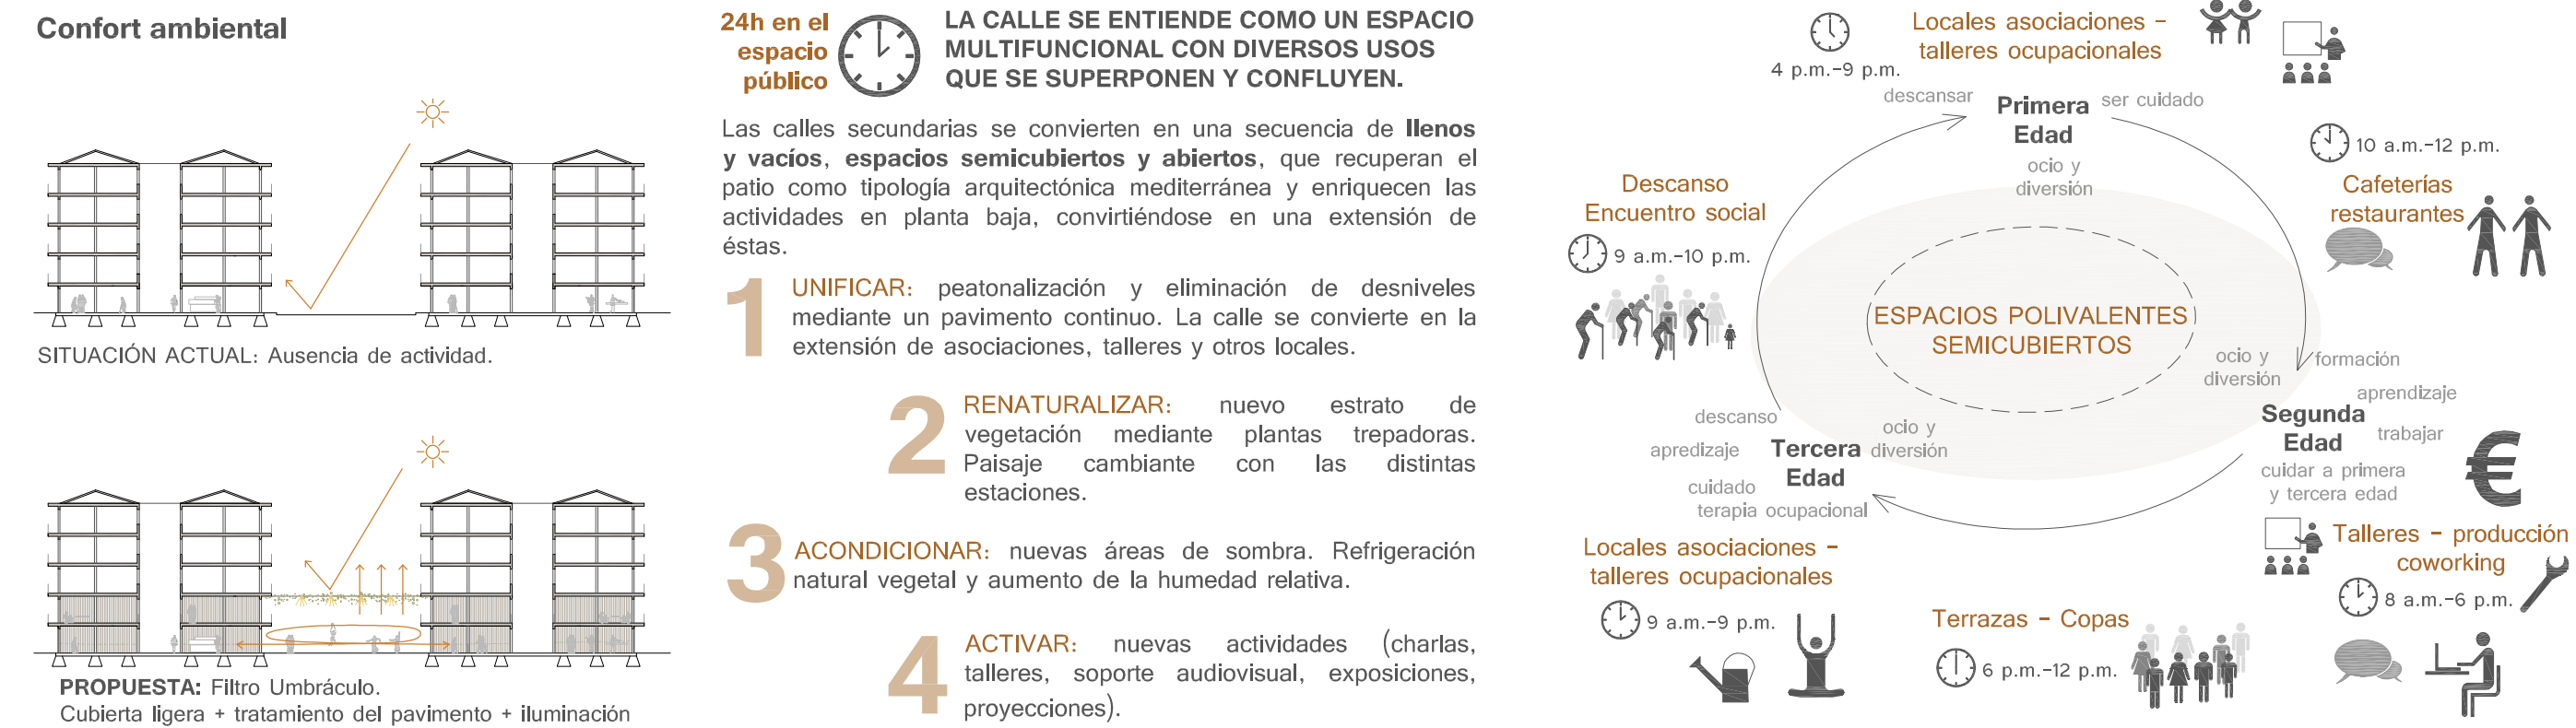 Confort ambiental
SITUACIÓN ACTUAL: Ausencia de actividad.
PROPUESTA: Filtro Umbráculo.
Cubierta ligera + tratamiento del pavimento + iluminación
24h en el
espacio
público
LA CALLE SE ENTIENDE COMO UN ESPACIO
MULTIFUNCIONAL CON DIVERSOS USOS
QUE SE SUPERPONEN Y CONFLUYEN.
Las calles secundarias se convierten en una secuencia de llenos
y vacíos, espacios semicubiertos y abiertos, que recuperan el
patio como tipología arquitectónica mediterránea y enriquecen las
actividades en planta baja, convirtiéndose en una extensión de
éstas.
1
UNIFICAR: peatonalización y eliminación de desniveles
mediante un pavimento continuo. La calle se convierte en la
extensión de asociaciones, talleres y otros locales.
2
RENATURALIZAR: nuevo estrato de
vegetación mediante plantas trepadoras.
Paisaje cambiante con las distintas
estaciones.
3
ACONDICIONAR: nuevas áreas de sombra. Refrigeración
natural vegetal y aumento de la humedad relativa.
4
ACTIVAR: nuevas actividades (charlas,
talleres, soporte audiovisual, exposiciones,
proyecciones).
Locales asociaciones -
talleres ocupacionales
4 p.m.-9 p.m.
descansar
Primera
Edad
ser cuidado
ocio y
diversión
10 a.m.-12 p.m.
Cafeterías
restaurantes
Descanso
Encuentro social
9 a.m.-10 p.m.
ESPACIOS POLIVALENTES
SEMICUBIERTOS
ocio y
diversión
formación
aprendizaje
Segunda
Edad
trabajar
cuidar a primera
y tercera edad
€
descanso
apredizaje
Tercera
Edad
ocio y
diversión
cuidado
terapia ocupacional
Locales asociaciones -
talleres ocupacionales
9 a.m.-9 p.m.
Terrazas - Copas
6 p.m.-12 p.m.
Talleres - producción
coworking
8 a.m.-6 p.m.